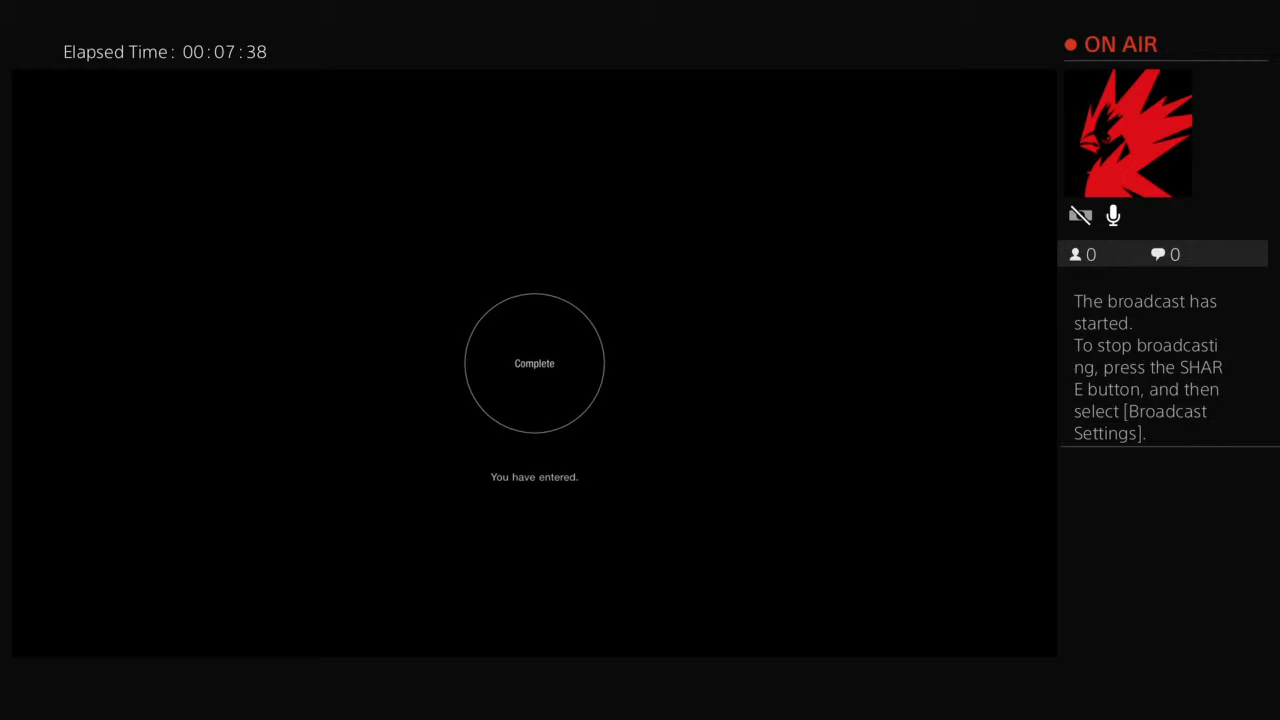 Elapsed Time: 00:07:38
ON AIR
0 0
The broadcast has
started.
To stop broadcasti
ng, press the SHAR
E button, and then
select [Broadcast
Settings].
Complete
You have entered.